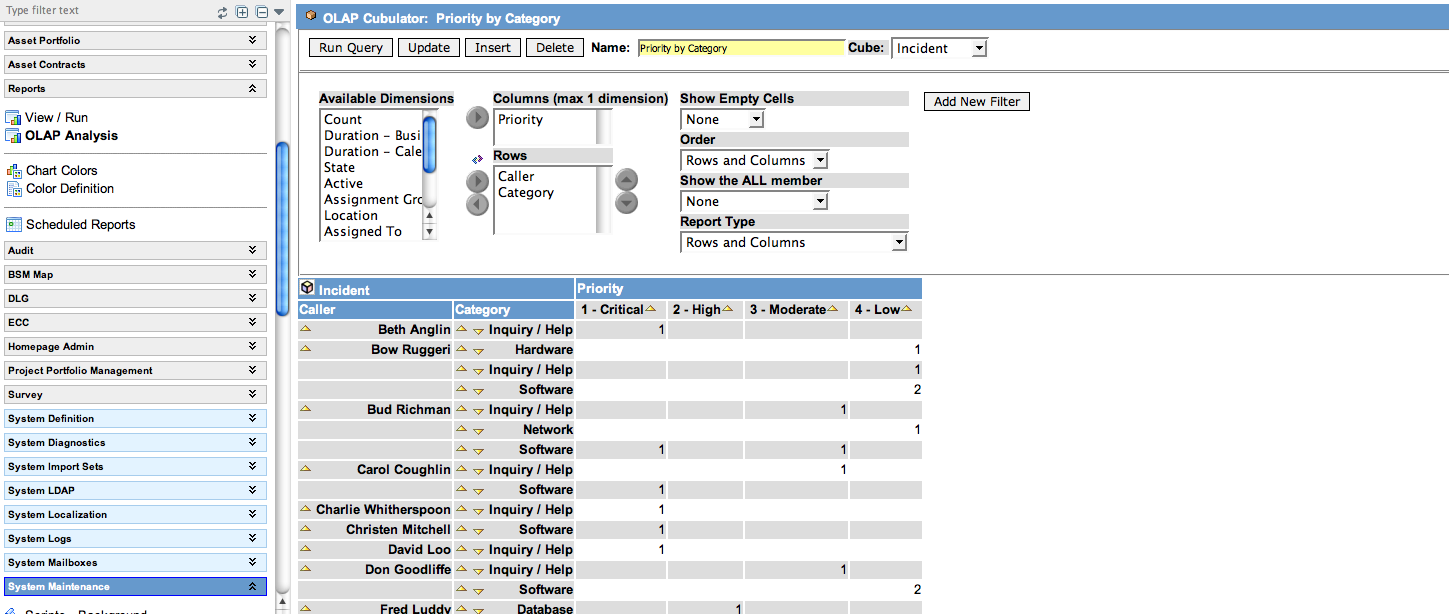 Type filter text
Asset Portfolio
Asset Contracts
Reports
View / Run
OLAP Analysis
Chart Colors
Color Definition
Scheduled Reports
Audit
BSM Map
DLG
ECC
Homepage Admin
Project Portfolio Management
Survey
System Definition
System Diagnostics
System Import Sets
System LDAP
System Localization
System Logs
System Mailboxes
System Maintenance
Scripts - Background
OLAP Cubulator: Priority by Category
Run Query Update Insert Delete Name: Priority by Category Cube: Incident
Available Dimensions
Count
Duration – Busi
Duration – Cale
State
Active
Assignment Gro
Location
Assigned To
Columns (max 1 dimension)
Priority
Rows
Caller
Category
Show Empty Cells
None
Order
Rows and Columns
Show the ALL member
None
Report Type
Rows and Columns
Add New Filter
Incident Priority
Caller Category 1 - Critical 2 - High 3 - Moderate 4 - Low
Beth Anglin Inquiry / Help 1
Bow Ruggeri Hardware 1
Inquiry / Help 1
Software 2
Bud Richman Inquiry / Help 1
Network 1
Software 1 1
Carol Coughlin Inquiry / Help 1
Software 1
Charlie Whitherspoon Inquiry / Help 1
Christen Mitchell Software 1
David Loo Inquiry / Help 1
Don Goodliffe Inquiry / Help 1
Software 2
Fred Luddy Database 1